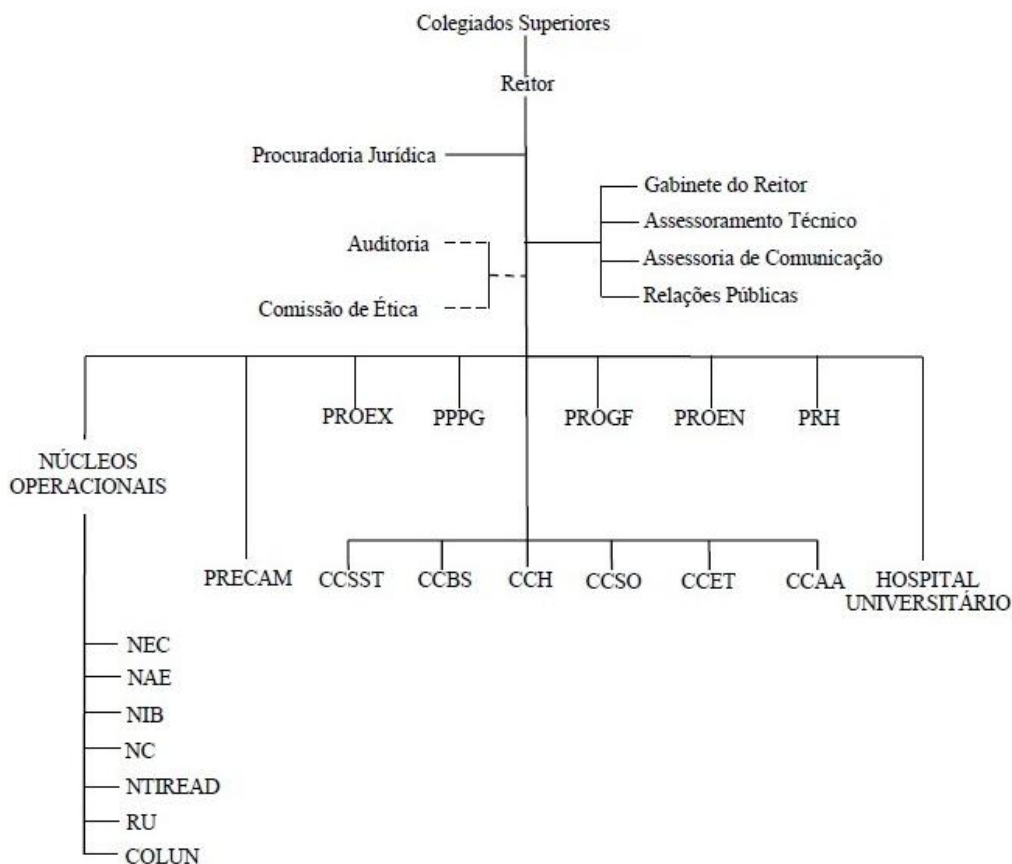 Colegiados Superiores
Reitor
Procuradoria Jurídica
Gabinete do Reitor
Assessoramento Técnico
Auditoria
Assessoria de Comunicação
Relações Públicas
Comissão de Ética
PROEX
PPPG
PROGF
PROEN
PRH
NÚCLEOS
OPERACIONAIS
PRECAM
CCSST
CCBS
CCH
CCSO
CCET
CCAA
HOSPITAL
UNIVERSITÁRIO
NEC
NAE
NIB
NC
NTIREAD
RU
COLUN